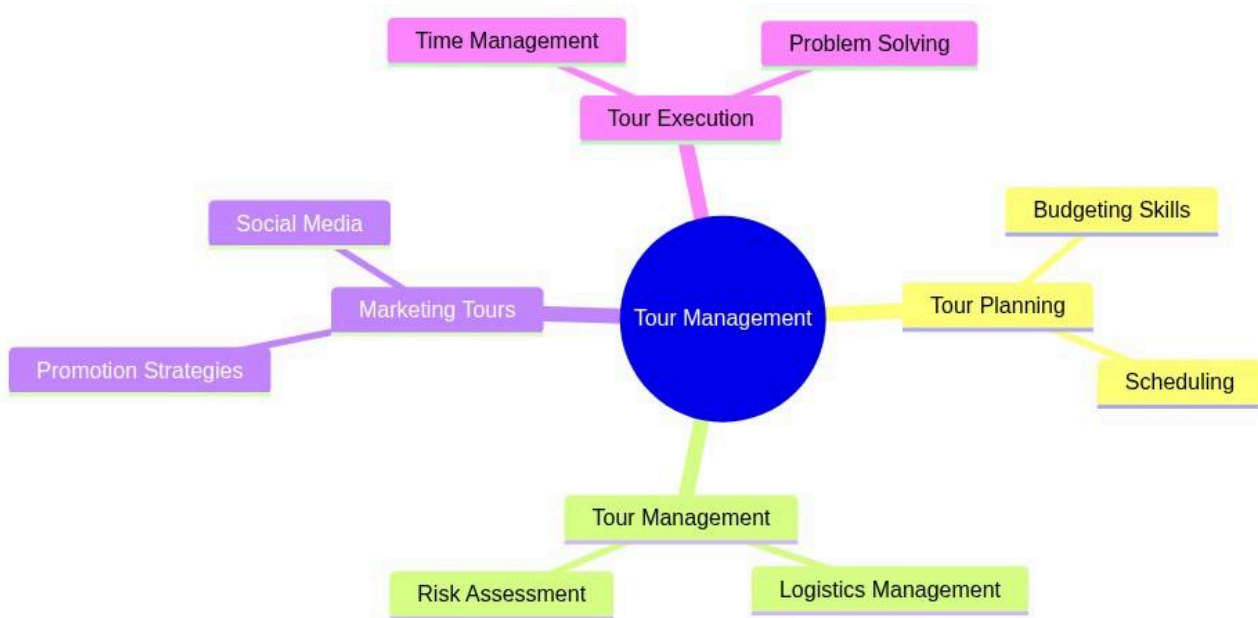 Time Management
Problem Solving
Tour Execution
Social Media
Budgeting Skills
Marketing Tours
Tour Management
Tour Planning
Promotion Strategies
Scheduling
Tour Management
Risk Assessment
Logistics Management